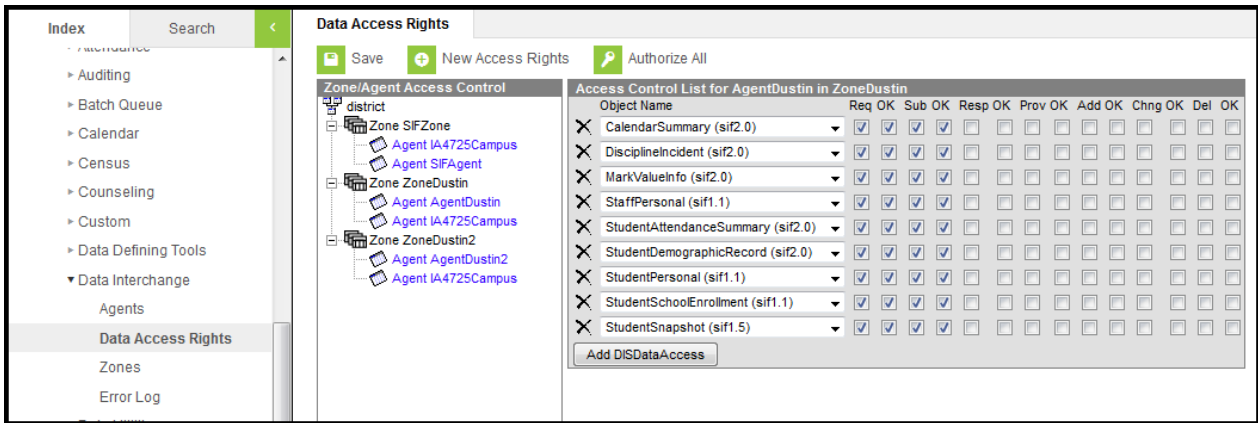 Index Search <
Data Access Rights
Auditing
Batch Queue
Calendar
Census
Counseling
Custom
Data Defining Tools
Data Interchange
Agents
Data Access Rights
Zones
Error Log
Save New Access Rights Authorize All
Zone/Agent Access Control
district
Zone SIFZone
Agent IA4725Campus
Agent SIFAgent
Zone ZoneDustin
Agent AgentDustin
Agent IA4725Campus
Zone ZoneDustin2
Agent AgentDustin2
Agent IA4725Campus
Access Control List for AgentDustin in ZoneDustin
Object Name Req OK Sub OK Resp OK Prov OK Add OK Chng OK Del OK
CalendarSummary (sif2.0)
DisciplineIncident (sif2.0)
MarkValueInfo (sif2.0)
StaffPersonal (sif1.1)
StudentAttendanceSummary (sif2.0)
StudentDemographicRecord (sif2.0)
StudentPersonal (sif1.1)
StudentSchoolEnrollment (sif1.1)
StudentSnapshot (sif1.5)
Add DISDataAccess